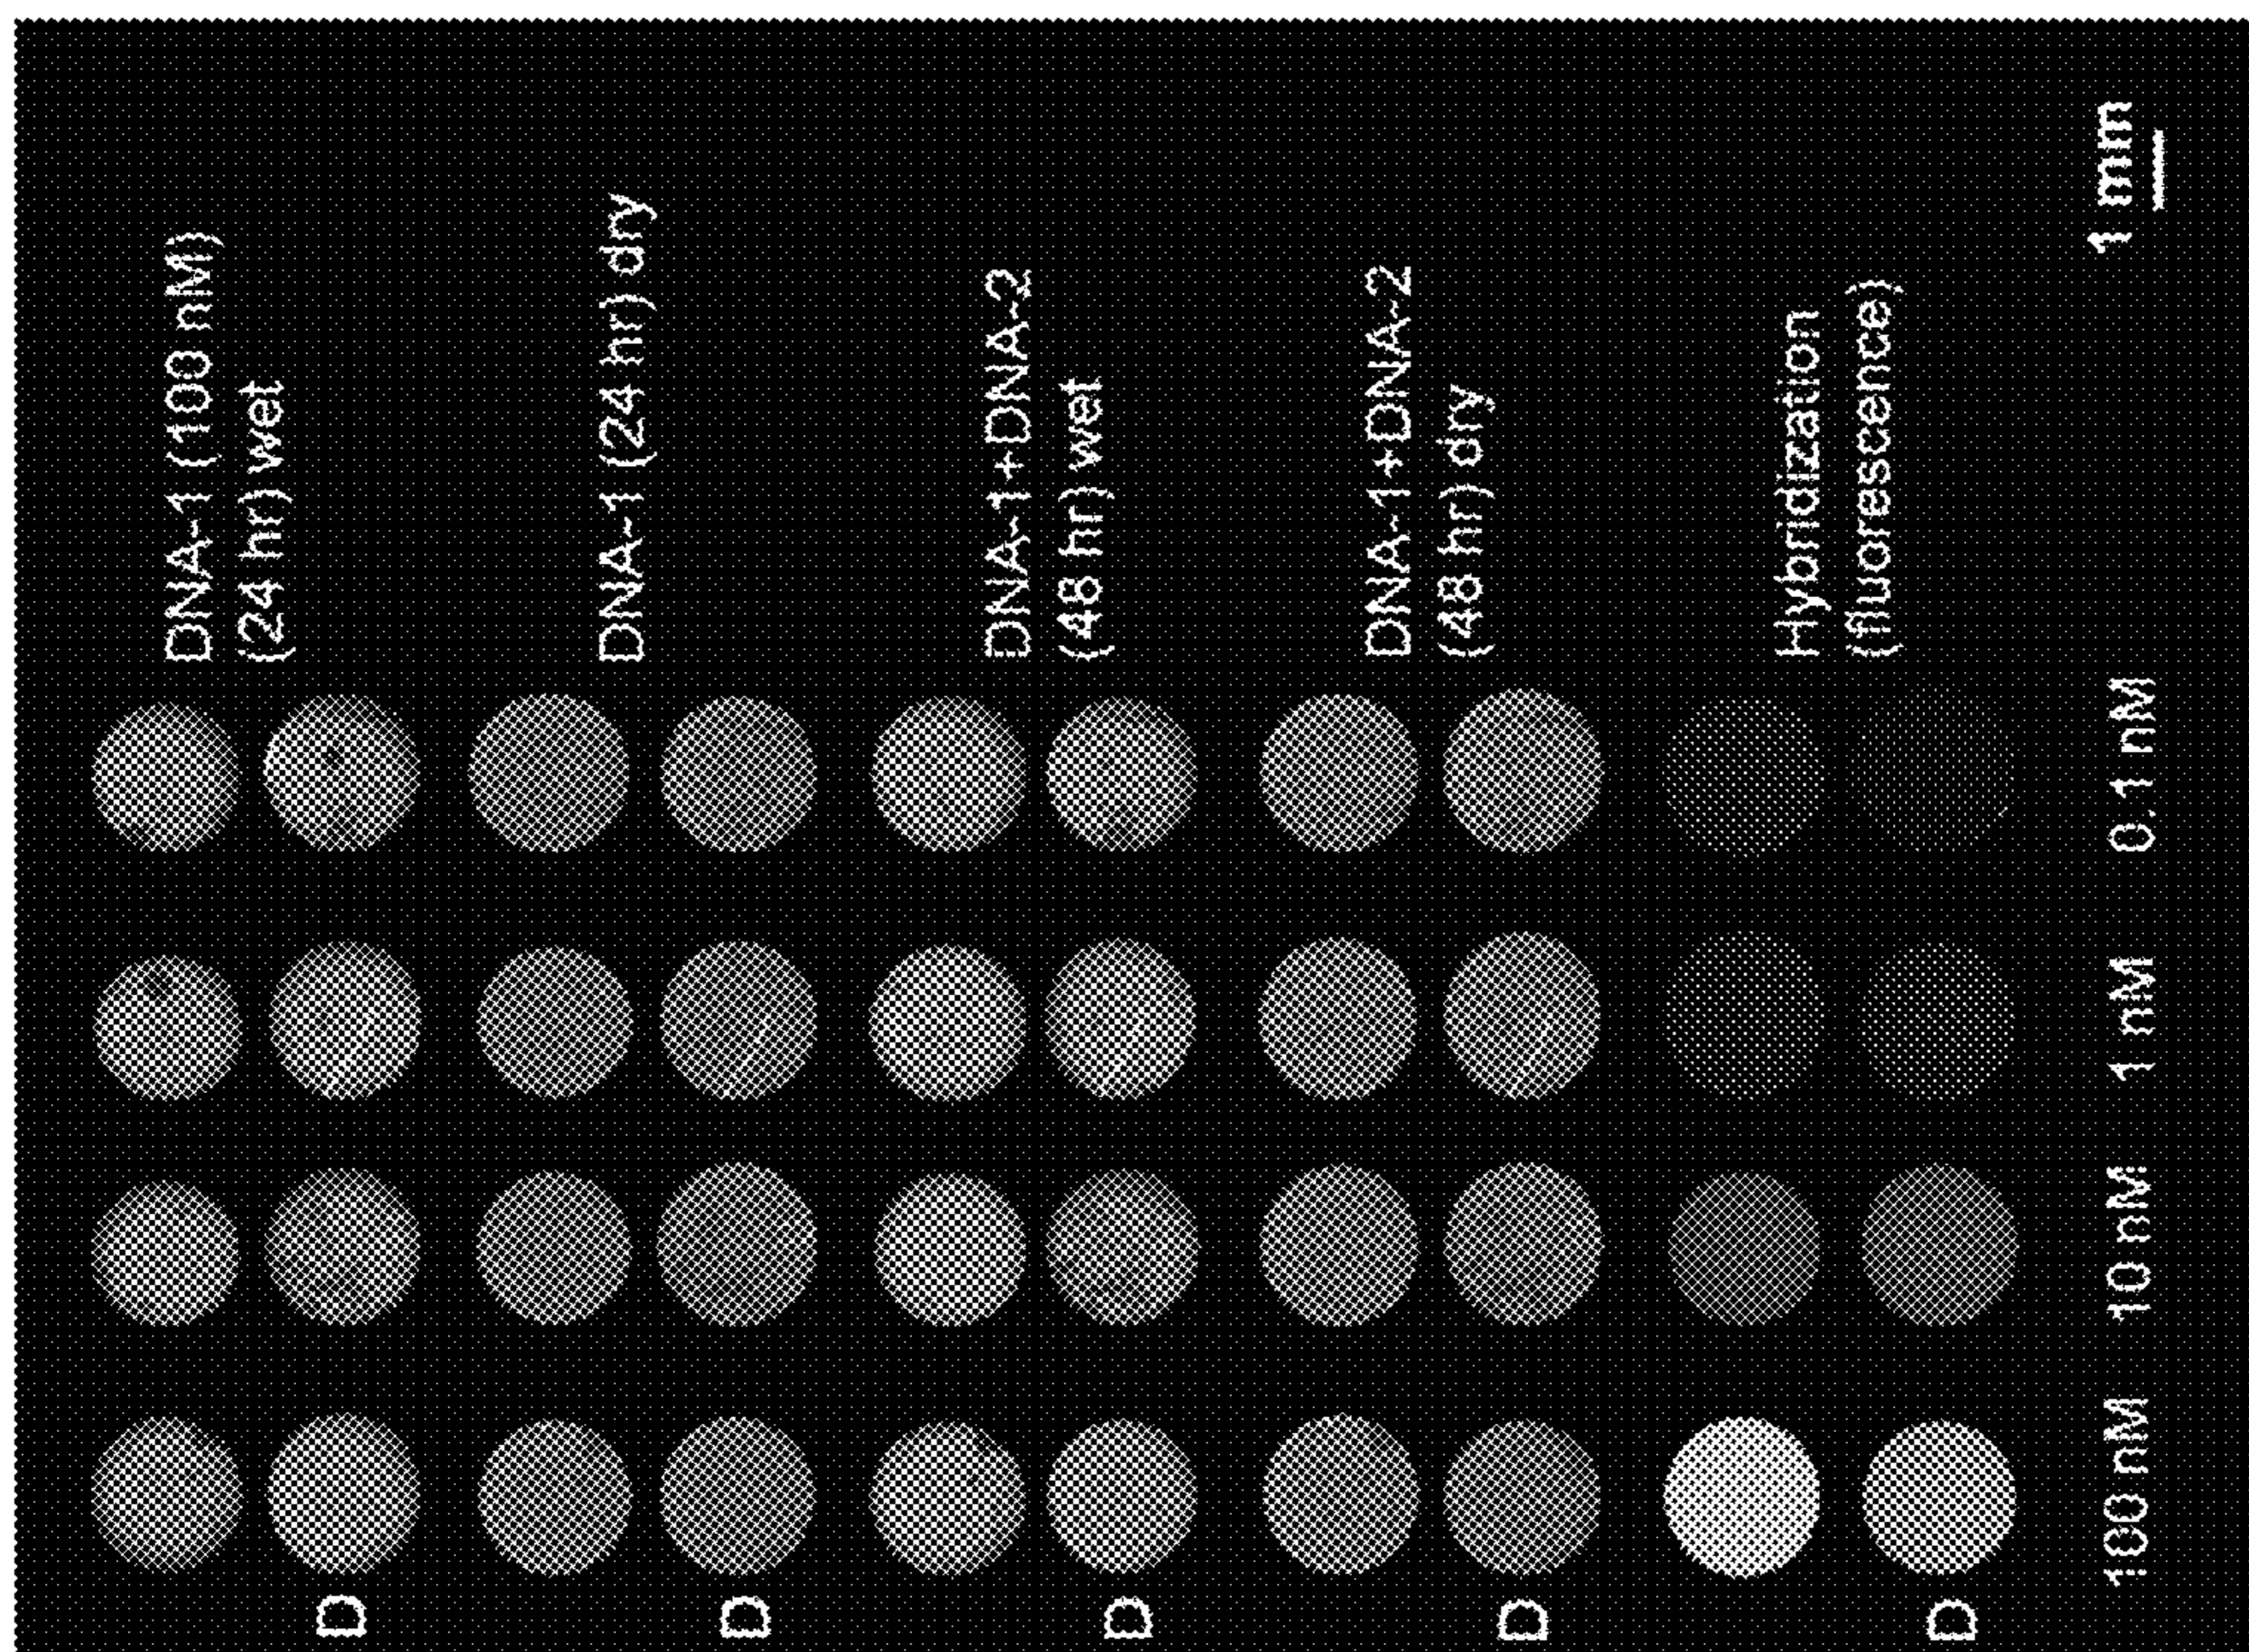 DNA-1 (100 nM)
(24 hr) wet
D
DNA-1 (24 hr) dry
D
DNA-1+DNA-2
(48 hr) wet
D
DNA-1+DNA-2
(48 hr) dry
D
Hybridization
(fluorescence)
D
100 nM 10 nM 1 nM 0.1 nM
1 mm